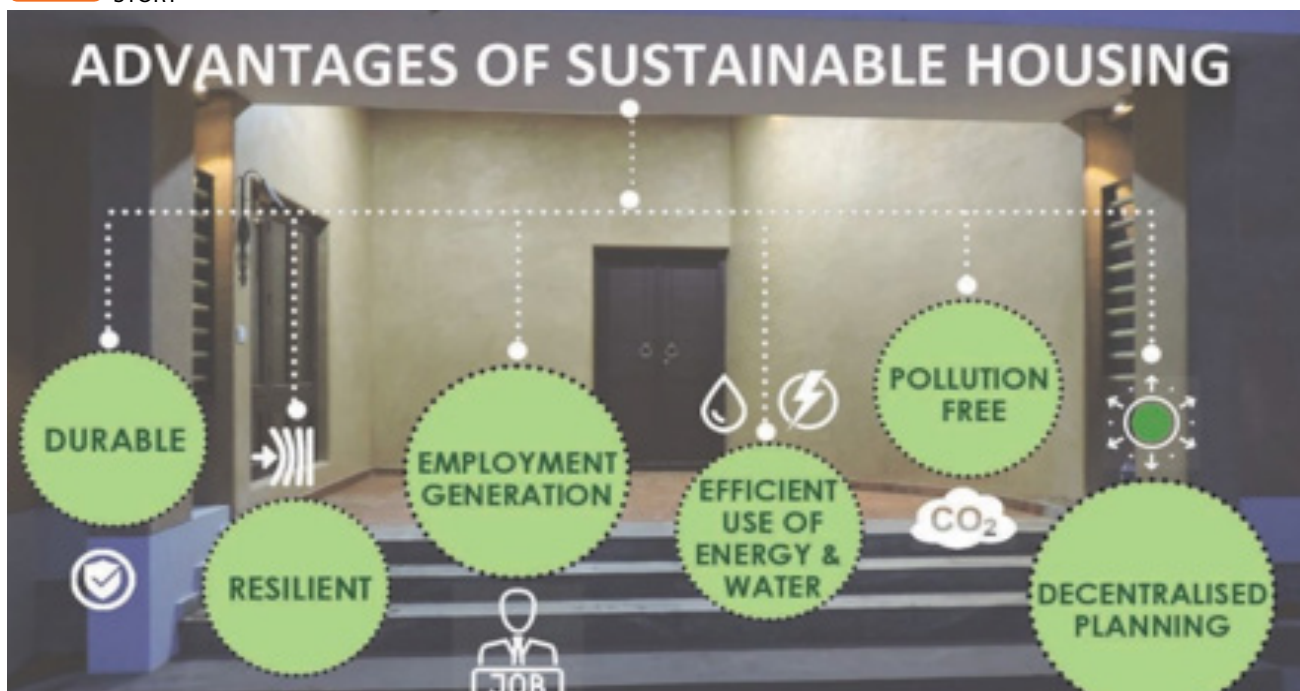 STORY
ADVANTAGES OF SUSTAINABLE HOUSING
DURABLE
RESILIENT
EMPLOYMENT
GENERATION
JOB
EFFICIENT
USE OF
ENERGY &
WATER
POLLUTION
FREE
CO₂
DECENTRALISED
PLANNING